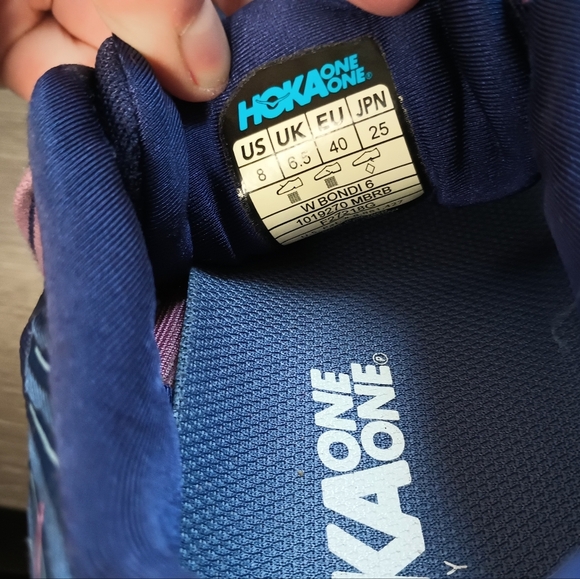 HOKA ONE ONE®
US UK EU JPN
8 6.5 40 25
W BONDI 6
1019270 MBRB
F27218G
HOKA ONE ONE®